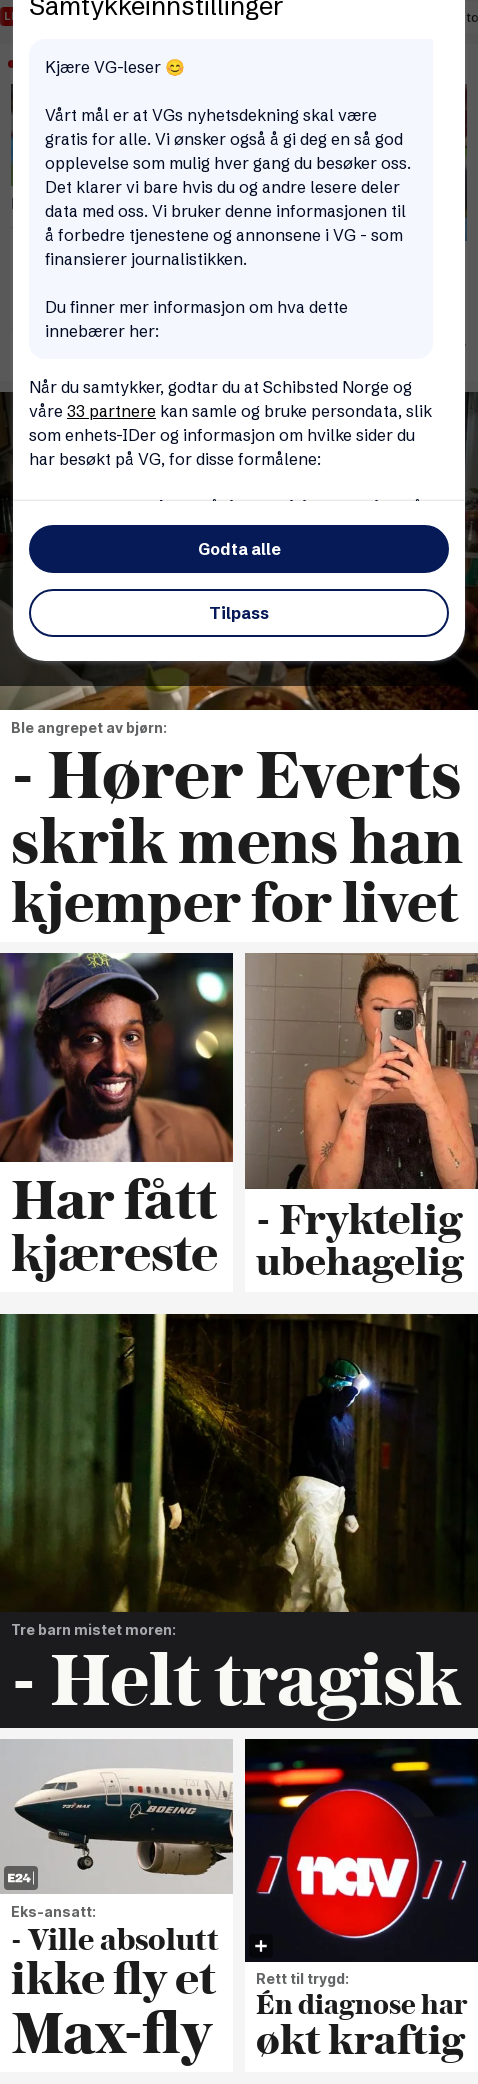 Samtykkeinnstillinger
Kjære VG-leser 😊
Vårt mål er at VGs nyhetsdekning skal være
gratis for alle. Vi ønsker også å gi deg en så god
opplevelse som mulig hver gang du besøker oss.
Det klarer vi bare hvis du og andre lesere deler
data med oss. Vi bruker denne informasjonen til
å forbedre tjenestene og annonsene i VG - som
finansierer journalistikken.
Du finner mer informasjon om hva dette
innebærer her:
Når du samtykker, godtar du at Schibsted Norge og
våre 33 partnere kan samle og bruke persondata, slik
som enhets-IDer og informasjon om hvilke sider du
har besøkt på VG, for disse formålene:
Godta alle
Tilpass
Ble angrepet av bjørn:
- Hører Everts
skrik mens han
kjemper for livet
Har fått
kjæreste
- Fryktelig
ubehagelig
Tre barn mistet moren:
- Helt tragisk
737 MAX
BOEING
E24
Eks-ansatt:
- Ville absolutt
ikke fly et
Max-fly
nav
+
Rett til trygd:
Én diagnose har
økt kraftig